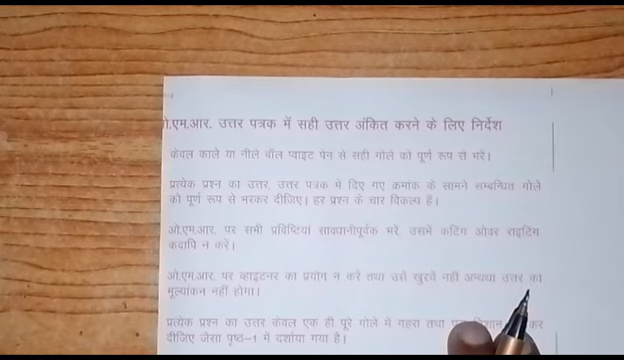 ओ.एम.आर. उत्तर पत्रक में सही उत्तर अंकित करने के लिए निर्देश
केवल काले या नीले बॉल प्वाइट पेन से सही गोले को पूर्ण रूप से भरें।
प्रत्येक प्रश्न का उत्तर, उत्तर पत्रक में दिए गए क्रमांक के सामने सम्बन्धित गोले
को पूर्ण रूप से भरकर दीजिए। हर प्रश्न के चार विकल्प हैं।
ओ.एम.आर. पर सभी प्रविष्टियां सावधानीपूर्वक भरें, उसमें कटिंग ओवर राइटिंग
कदापि न करें।
ओ.एम.आर. पर व्हाइटनर का प्रयोग न करें तथा उसे खुरचें नहीं अन्यथा उत्तर का
मूल्यांकन नहीं होगा।
प्रत्येक प्रश्न का उत्तर केवल एक ही पूरे गोले में गहरा तथा
दीजिए जैसा पृष्ठ–1 में दर्शाया गया है।